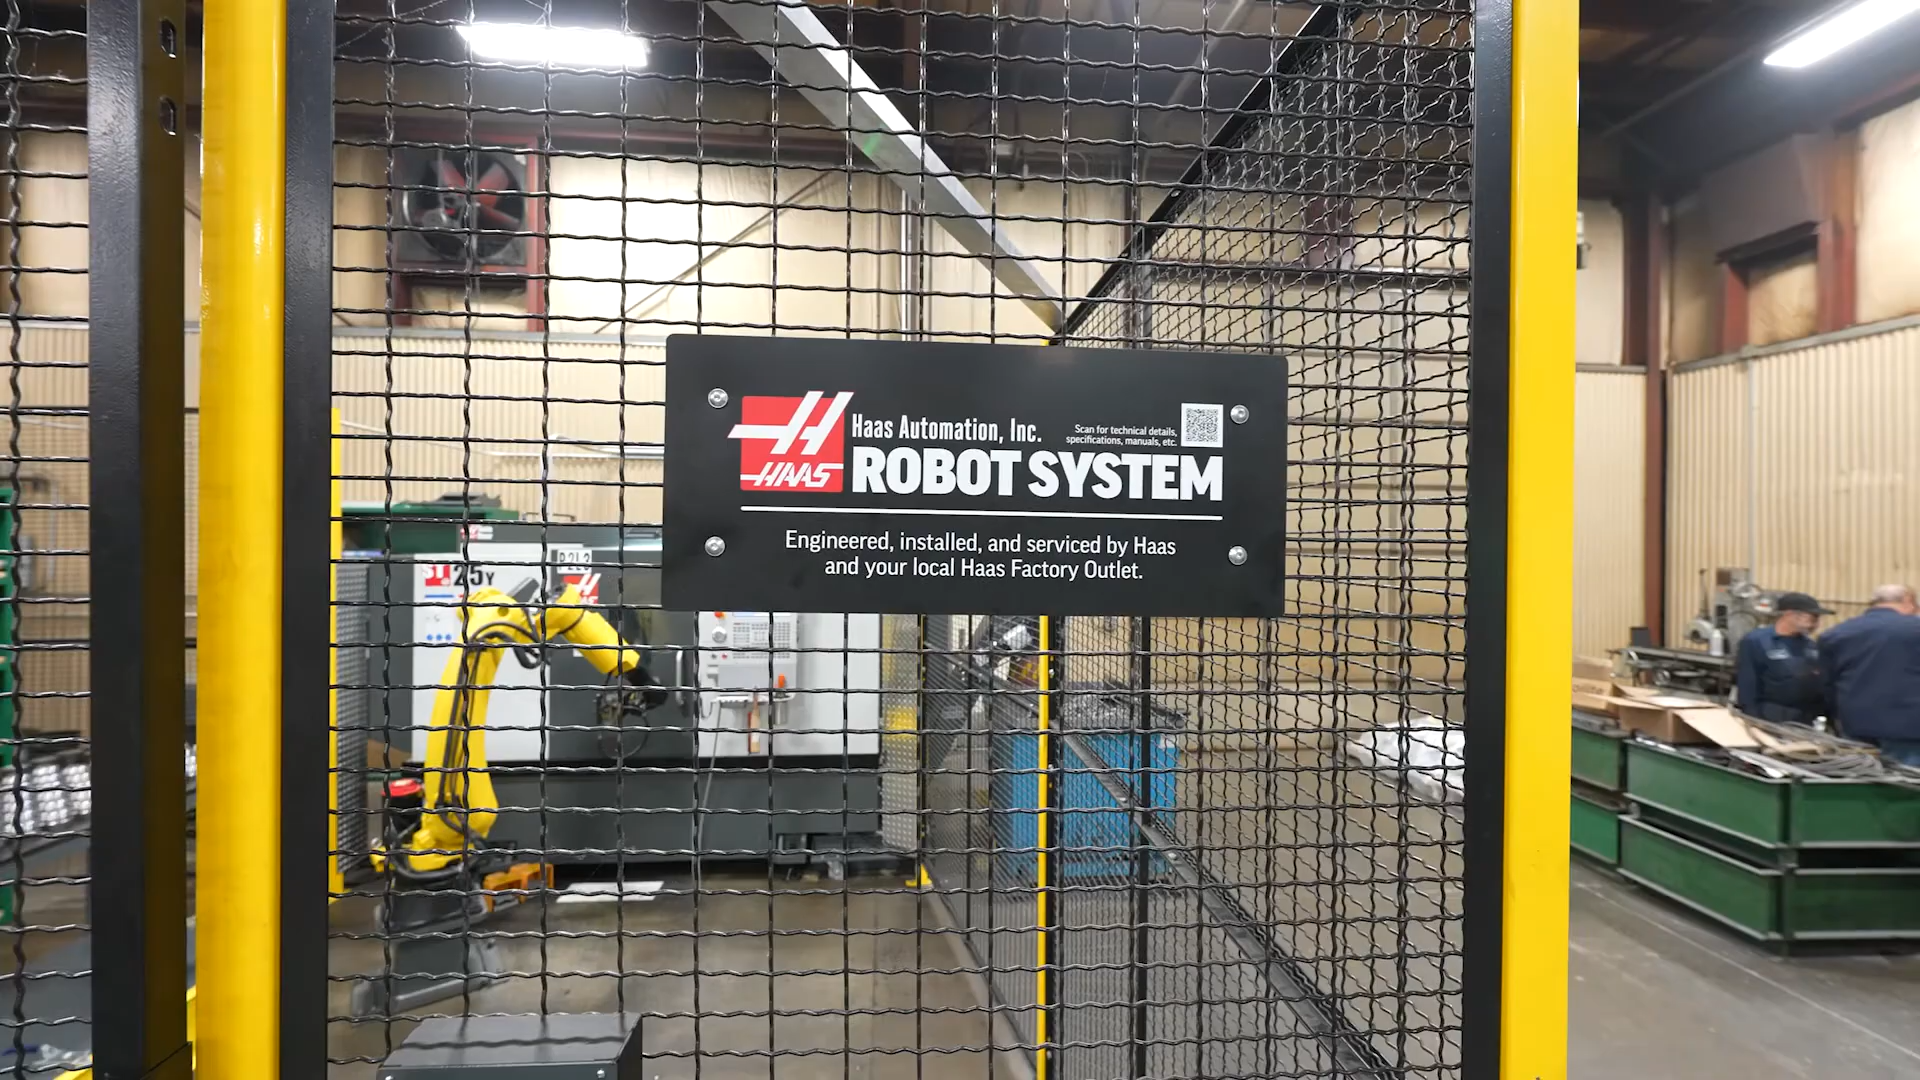 HAAS
Haas Automation, Inc.
Scan for technical details,
specifications, manuals, etc.
ROBOT SYSTEM
Engineered, installed, and serviced by Haas
and your local Haas Factory Outlet.
25Y